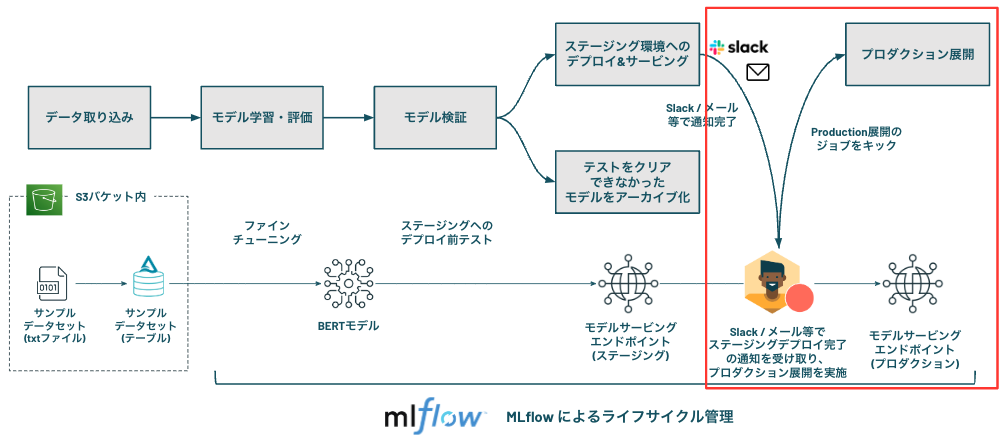 データ取り込み
モデル学習・評価
モデル検証
ステージング環境への
デプロイ&サービング
テストをクリア
できなかった
モデルをアーカイブ化
slack
Slack / メール
等で通知完了
プロダクション展開
Production展開の
ジョブをキック
S3バケット内
0101
サンプル
データセット
(txtファイル)
サンプル
データセット
(テーブル)
ファイン
チューニング
BERTモデル
ステージングへの
デプロイ前テスト
モデルサービング
エンドポイント
(ステージング)
Slack / メール等で
ステージングデプロイ完了
の通知を受け取り、
プロダクション展開を実施
モデルサービング
エンドポイント
(プロダクション)
mlflow
MLflow によるライフサイクル管理